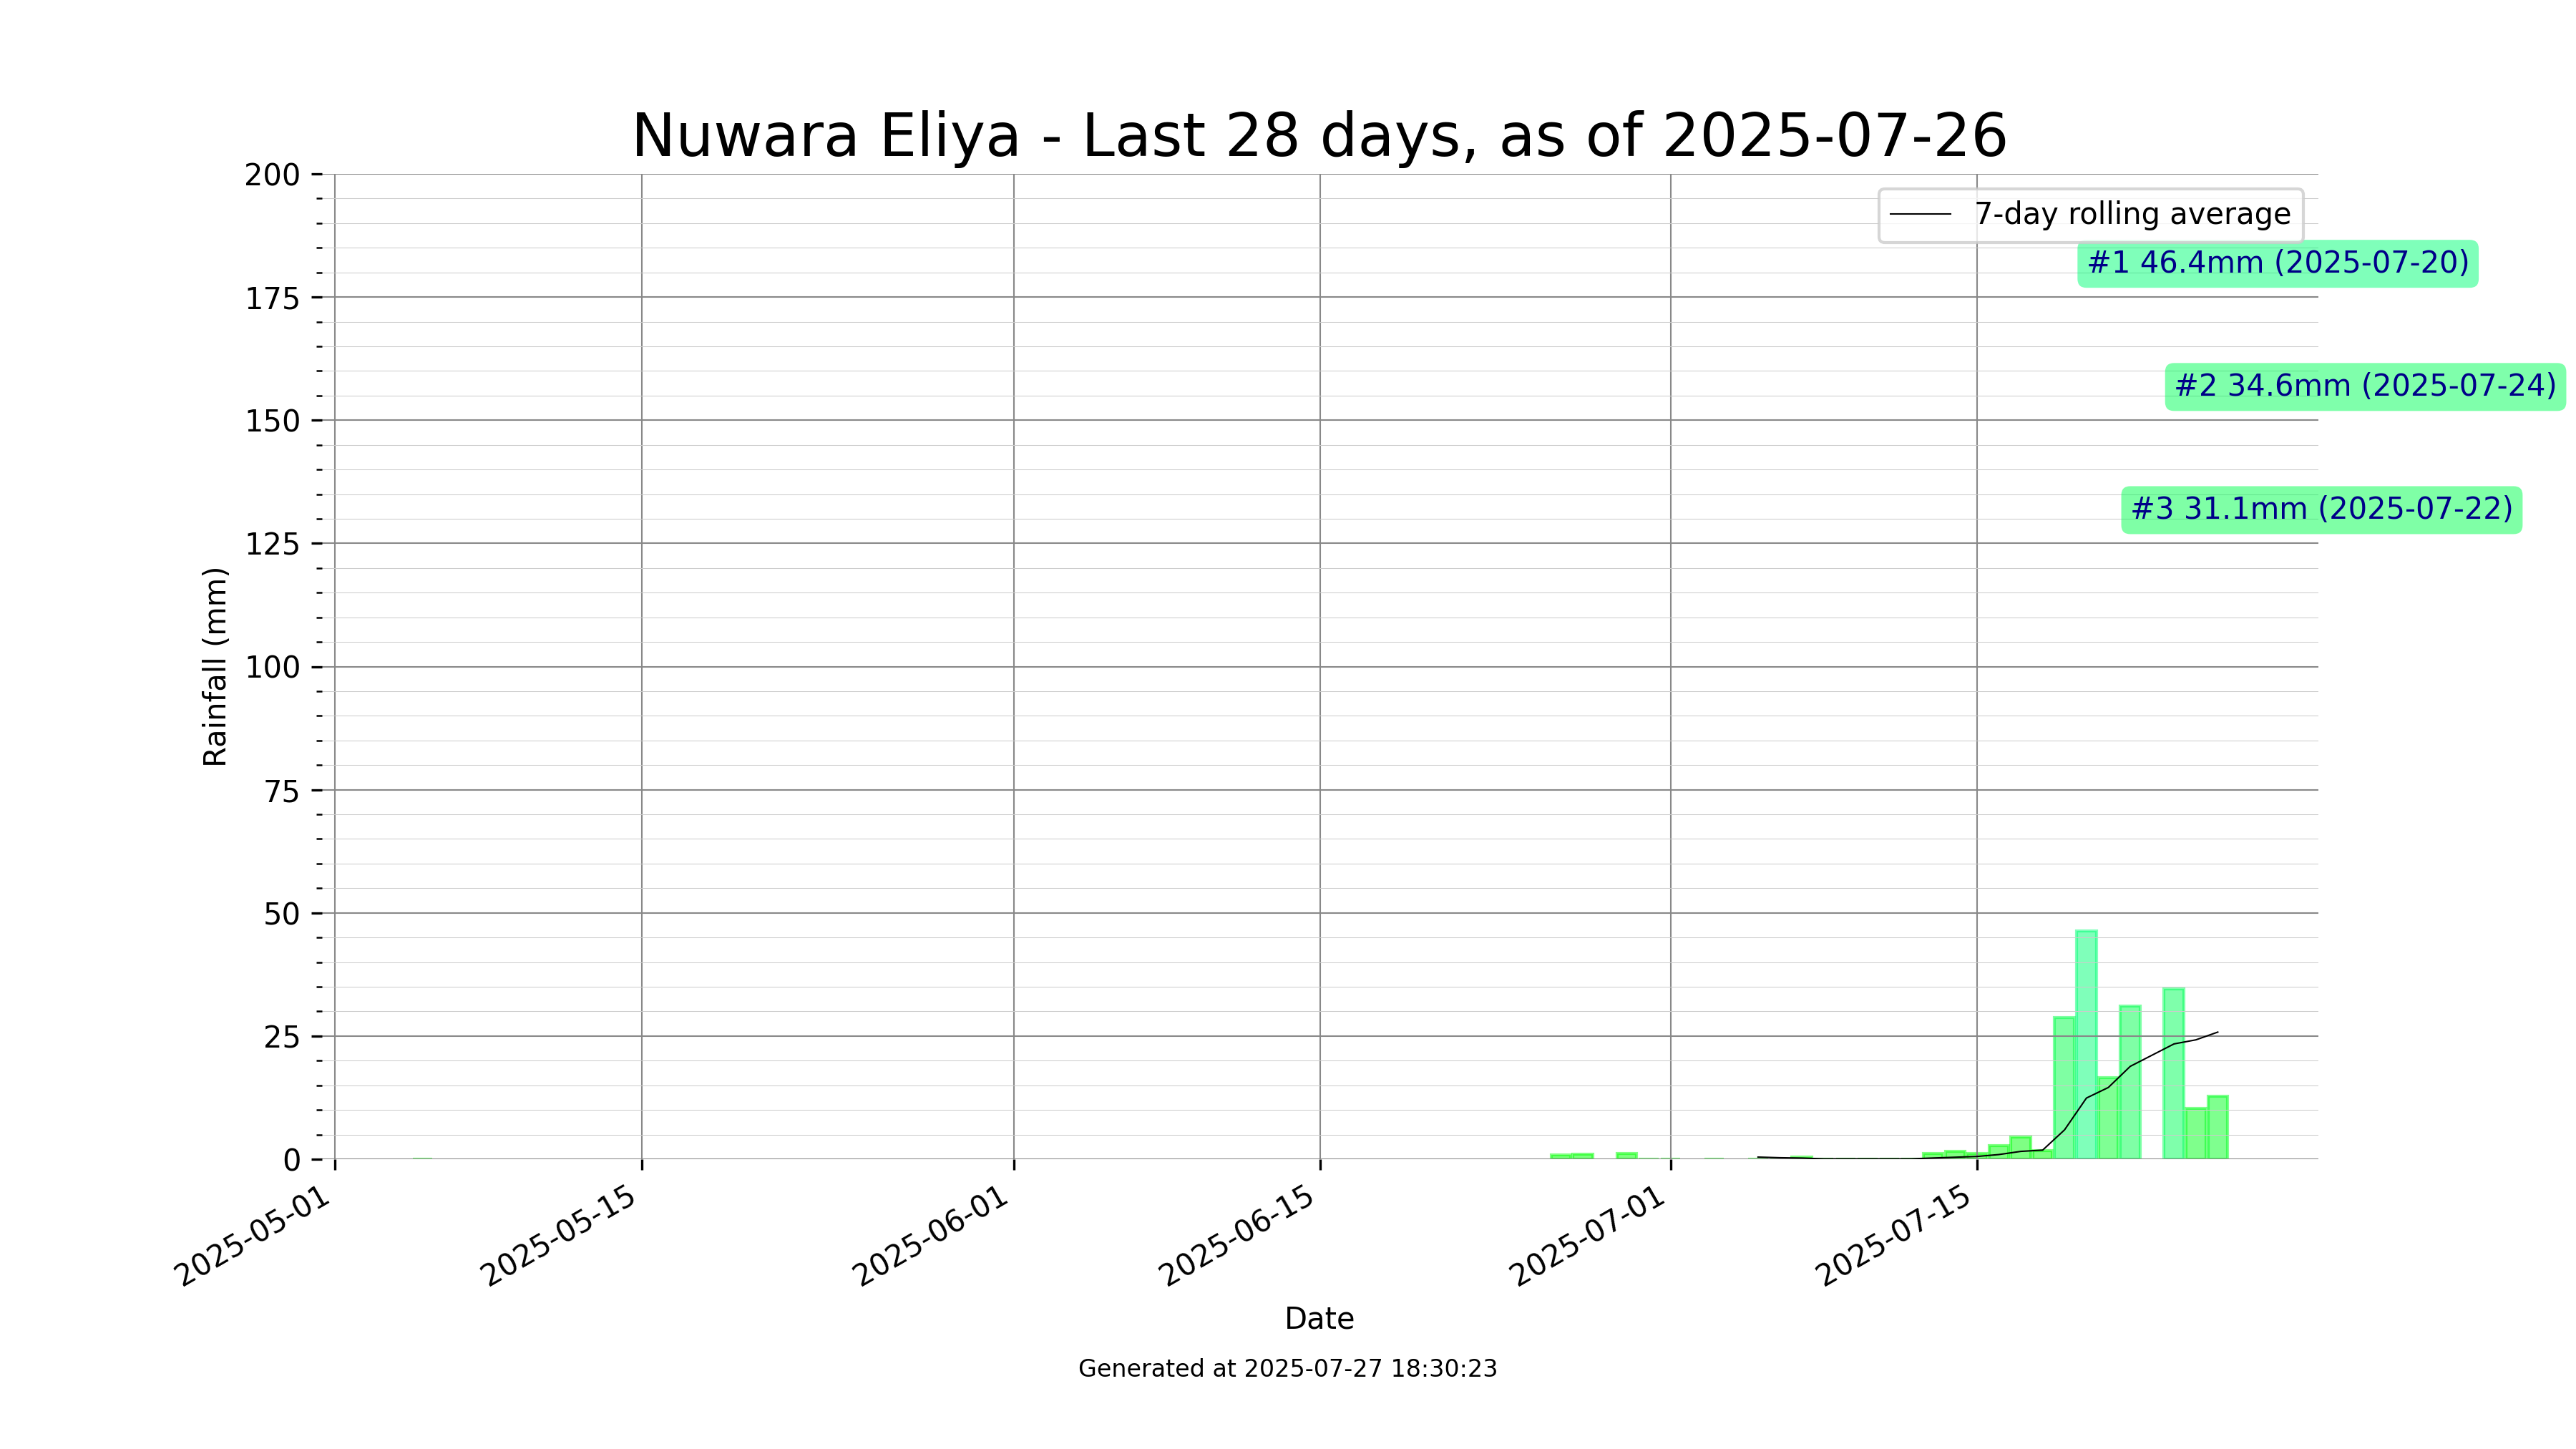 Nuwara Eliya - Last 28 days, as of 2025-07-26
200
175
150
125
100
75
50
25
0
Rainfall (mm)
7-day rolling average
#1 46.4mm (2025-07-20)
#2 34.6mm (2025-07-24)
#3 31.1mm (2025-07-22)
2025-05-01
2025-05-15
2025-06-01
2025-06-15
2025-07-01
2025-07-15
Date
Generated at 2025-07-27 18:30:23